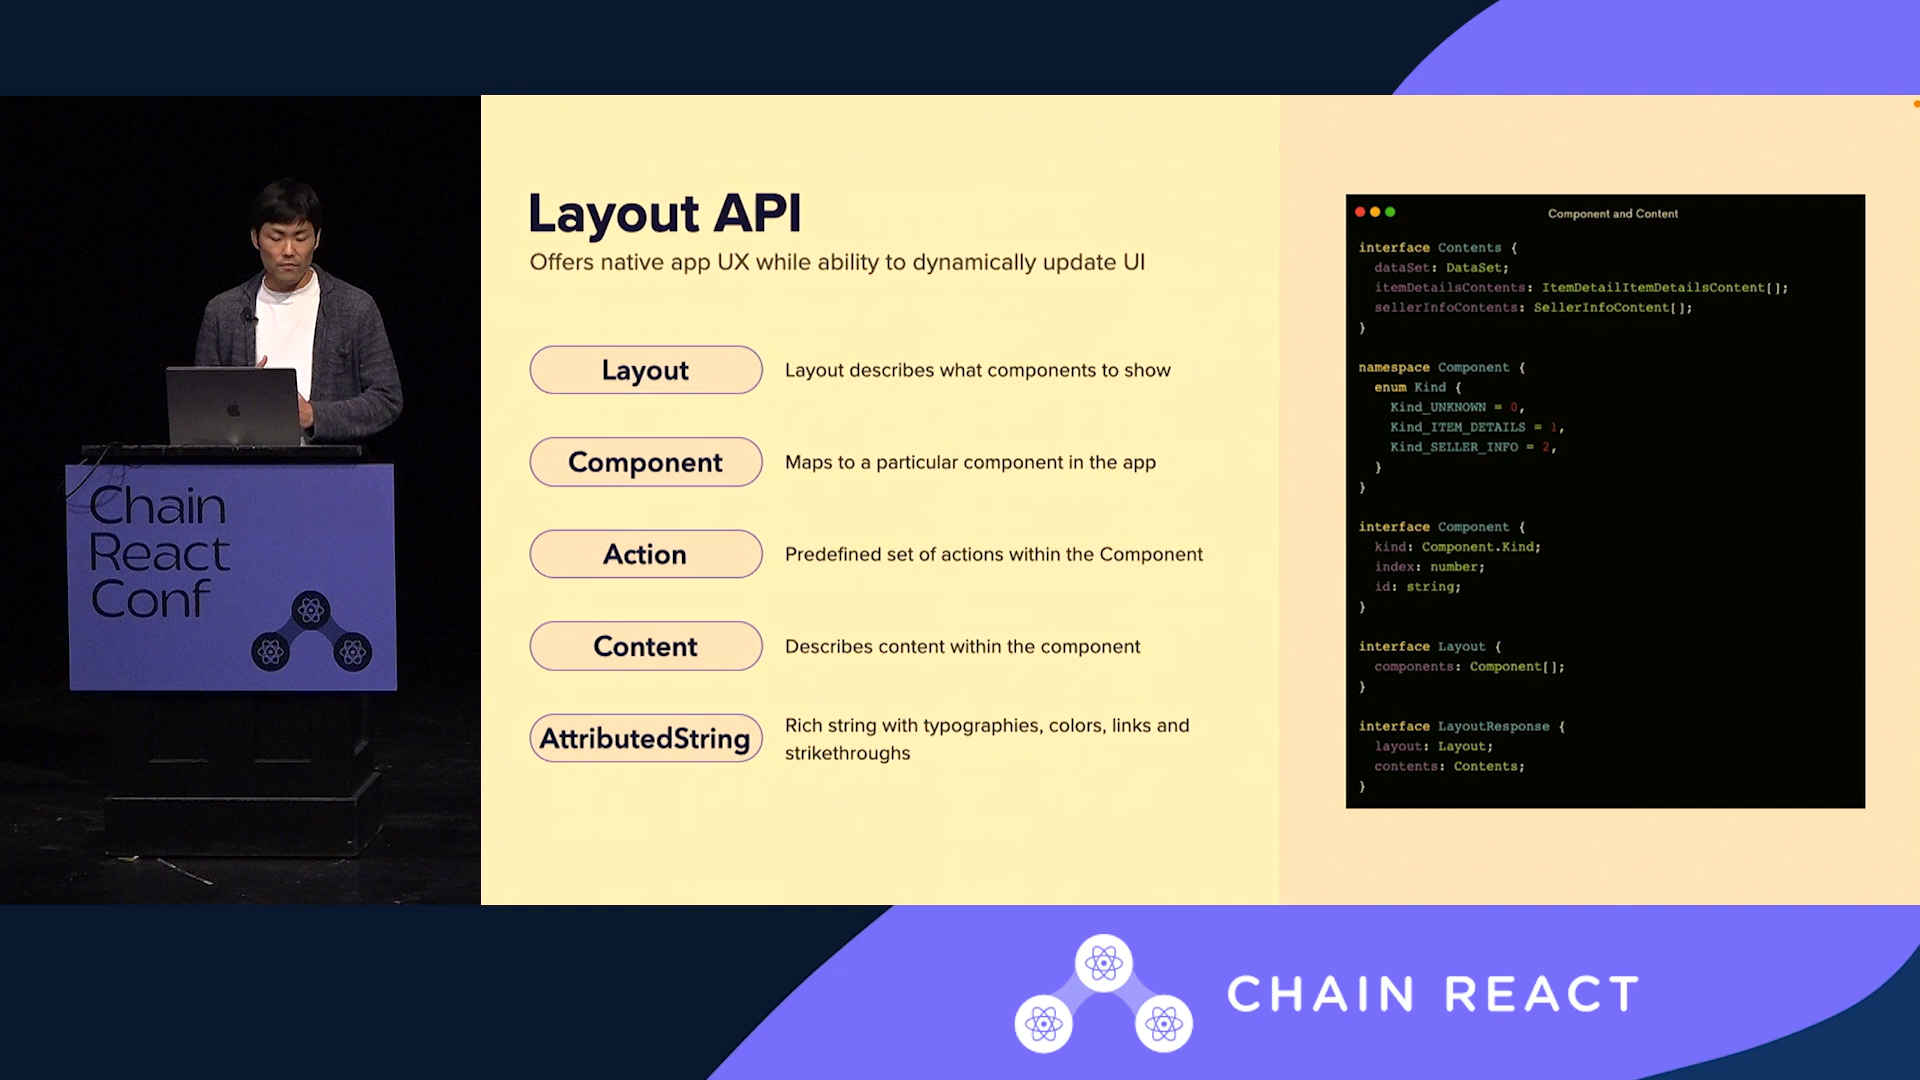 Chain
React
Conf
Layout API
Offers native app UX while ability to dynamically update UI
Layout
Layout describes what components to show
Component
Maps to a particular component in the app
Action
Predefined set of actions within the Component
Content
Describes content within the component
AttributedString
Rich string with typographies, colors, links and
strikethroughs
Component and Content
interface Contents {
dataSet: DataSet;
itemDetailsContents: ItemDetailItemDetailsContent[];
sellerInfoContents: SellerInfoContent[];
}
namespace Component {
enum Kind {
Kind_UNKNOWN = 0,
Kind_ITEM_DETAILS = 1,
Kind_SELLER_INFO = 2,
}
}
interface Component {
kind: Component.Kind;
index: number;
id: string;
}
interface Layout {
components: Component[];
}
interface LayoutResponse {
layout: Layout;
contents: Contents;
}
CHAIN REACT